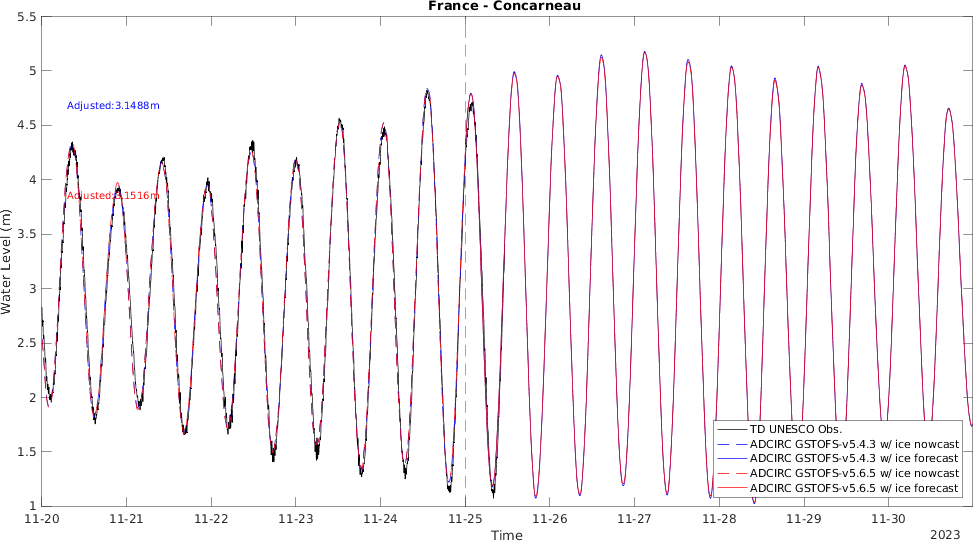 France - Concarneau
5.5
5
4.5
4
3.5
3
2.5
2
1.5
1
Water Level (m)
Adjusted:3.1488m
Adjusted:3.1516m
TD UNESCO Obs.
ADCIRC GSTOFS-v5.4.3 w/ ice nowcast
ADCIRC GSTOFS-v5.4.3 w/ ice forecast
ADCIRC GSTOFS-v5.6.5 w/ ice nowcast
ADCIRC GSTOFS-v5.6.5 w/ ice forecast
11-20 11-21 11-22 11-23 11-24 11-25 11-26 11-27 11-28 11-29 11-30
Time
2023